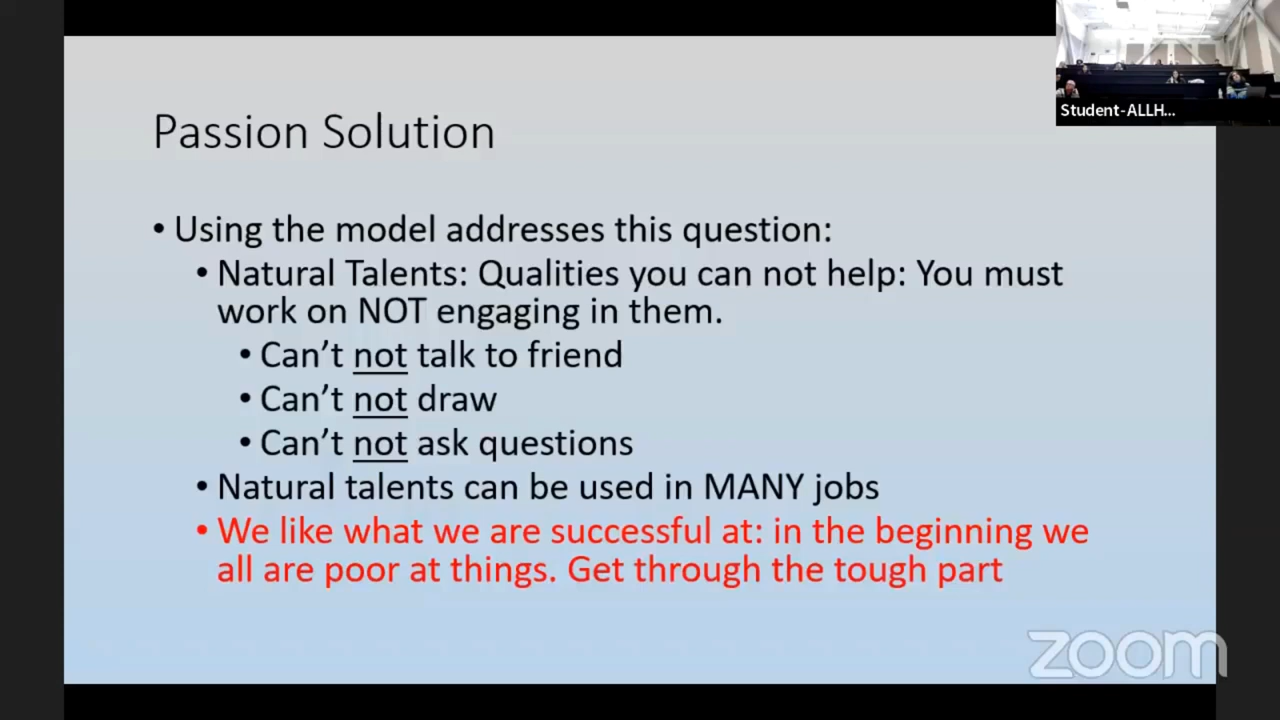 Student-ALLH...
Passion Solution
• Using the model addresses this question:
• Natural Talents: Qualities you can not help: You must
work on NOT engaging in them.
• Can’t not talk to friend
• Can’t not draw
• Can’t not ask questions
• Natural talents can be used in MANY jobs
• We like what we are successful at: in the beginning we
all are poor at things. Get through the tough part
zoom